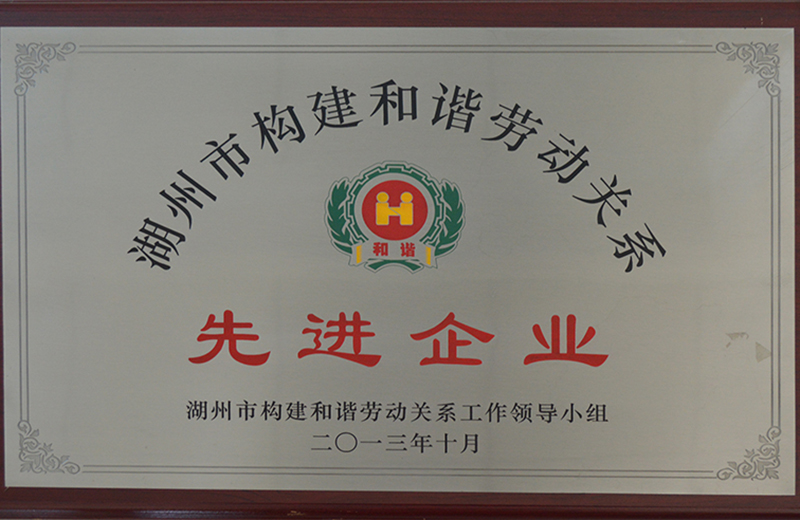 湖州市构建和谐劳动关系
和谐
先进企业
湖州市构建和谐劳动关系工作领导小组
二〇一三年十月